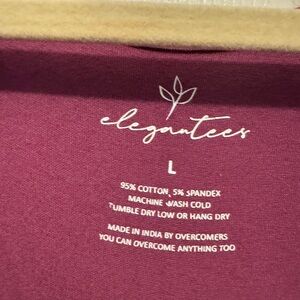 elegantees
L
95% COTTON, 5% SPANDEX
MACHINE WASH COLD
TUMBLE DRY LOW OR HANG DRY
MADE IN INDIA BY OVERCOMERS
YOU CAN OVERCOME ANYTHING TOO